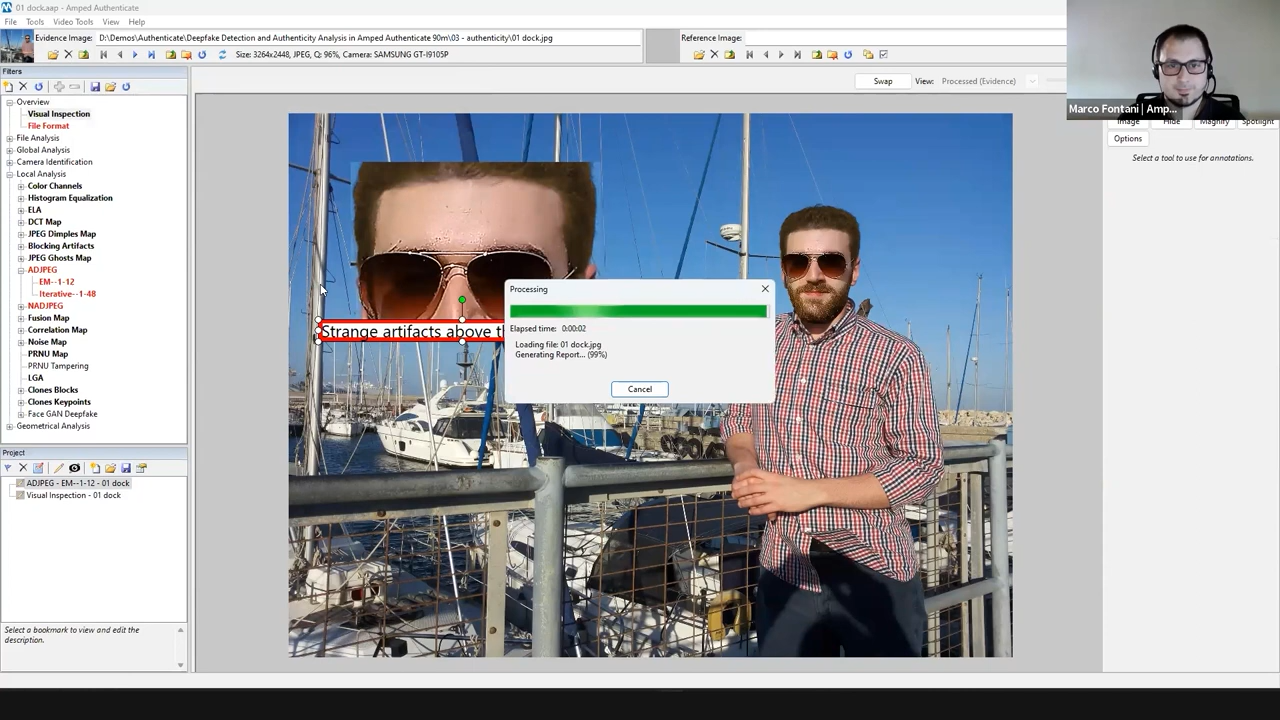 01 dock.aap - Amped Authenticate
File Tools Video Tools View Help
Evidence Image: D:\Demos\Authenticate\Deepfake Detection and Authenticity Analysis in Amped Authenticate 90m\03 - authenticity\01 dock.jpg
Reference Image:
Size: 3264x2448, JPEG, Q: 96%, Camera: SAMSUNG GT-I9105P
Marco Fontani | Amp...
Filters
Swap View: Processed (Evidence)
Image Hide Magnify Spotlight
Options
Select a tool to use for annotations.
Overview
Visual Inspection
File Format
File Analysis
Global Analysis
Camera Identification
Local Analysis
Color Channels
Histogram Equalization
ELA
DCT Map
JPEG Dimples Map
Blocking Artifacts
JPEG Ghosts Map
ADJPEG
EM--1-12
Iterative--1-48
NADJPEG
Fusion Map
Correlation Map
Noise Map
PRNU Map
PRNU Tampering
LGA
Clones Blocks
Clones Keypoints
Face GAN Deepfake
Geometrical Analysis
Strange artifacts above th
Processing
Elapsed time: 0:00:02
Loading file: 01 dock.jpg
Generating Report... (99%)
Cancel
Project
ADJPEG - EM--1-12 - 01 dock
Visual Inspection - 01 dock
Select a bookmark to view and edit the
description.